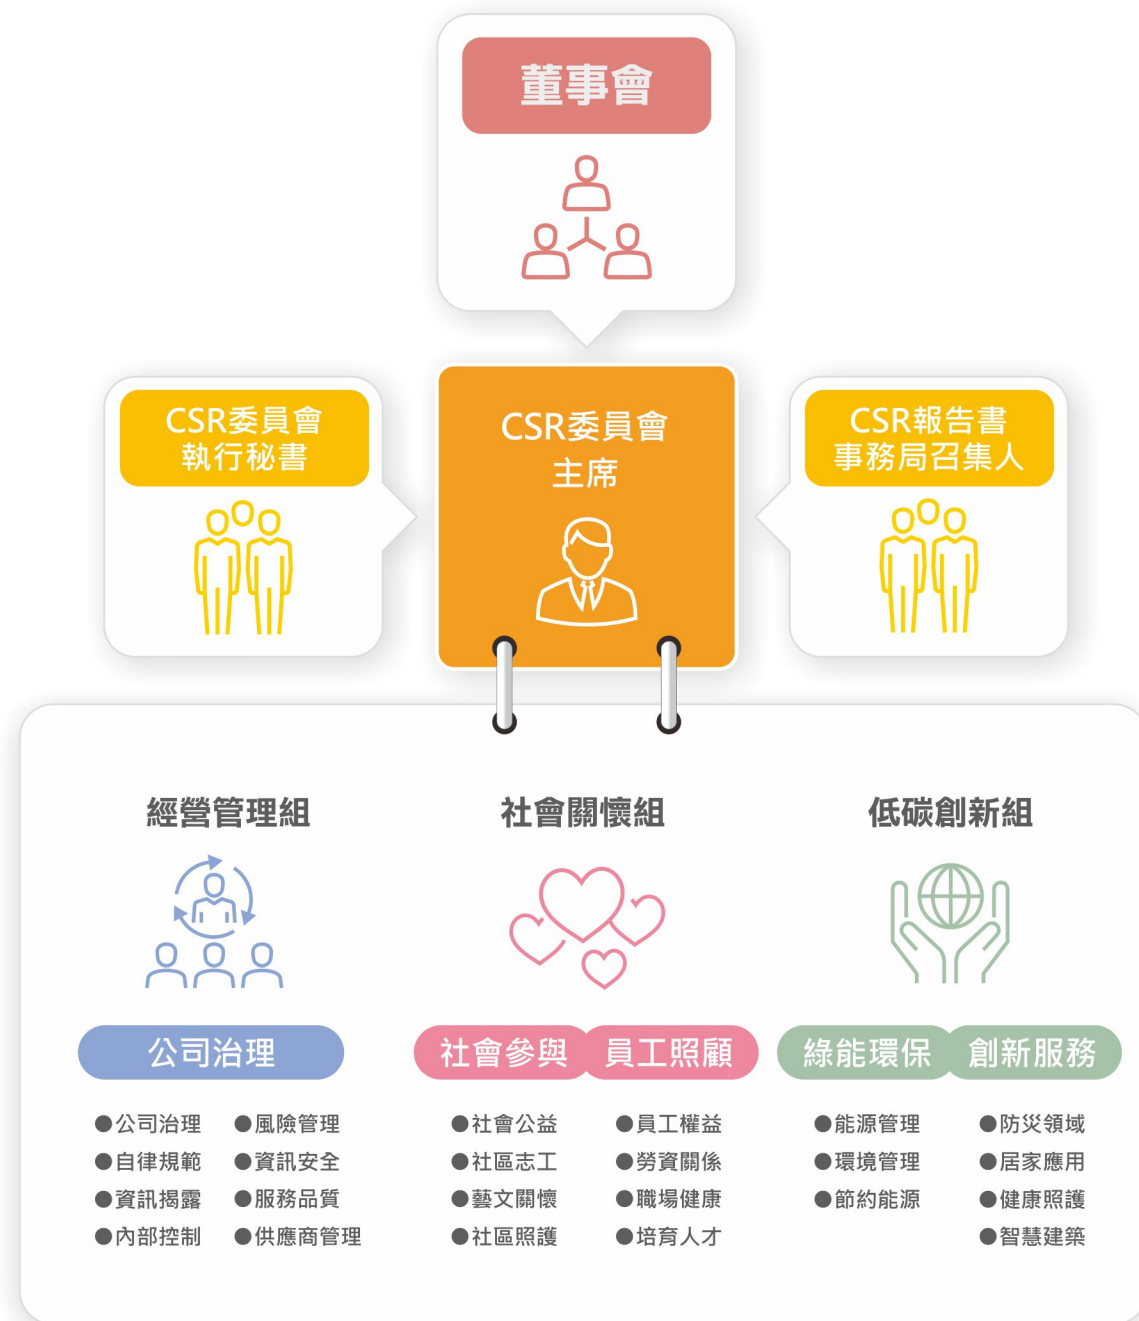 董事會
CSR委員會
執行秘書
CSR委員會
主席
CSR報告書
事務局召集人
經營管理組
社會關懷組
低碳創新組
公司治理
社會參與
員工照顧
綠能環保
創新服務
●公司治理
●自律規範
●資訊揭露
●內部控制
●風險管理
●資訊安全
●服務品質
●供應商管理
●社會公益
●社區志工
●藝文關懷
●社區照護
●員工權益
●勞資關係
●職場健康
●培育人才
●能源管理
●環境管理
●節約能源
●防災領域
●居家應用
●健康照護
●智慧建築